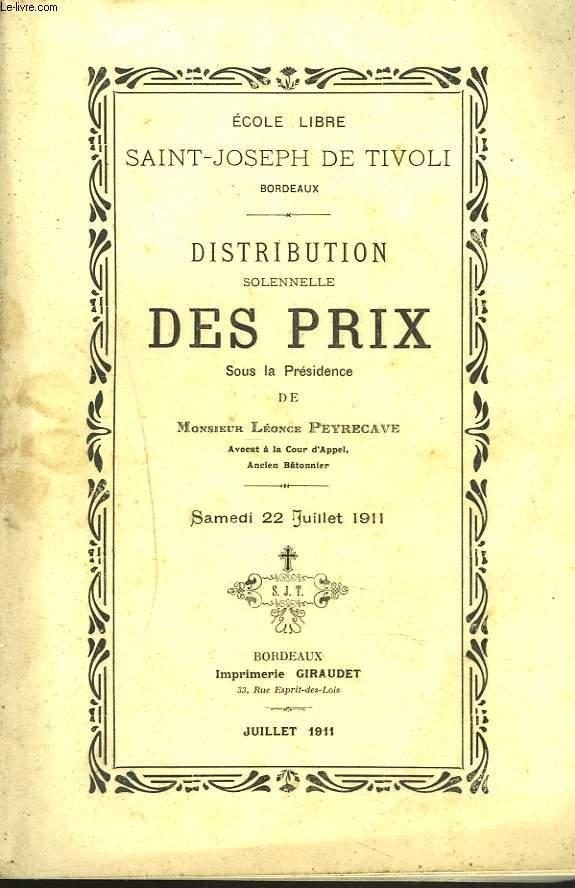 Le-livre.com
ÉCOLE LIBRE
SAINT-JOSEPH DE TIVOLI
BORDEAUX
DISTRIBUTION
SOLENNELLE
DES PRIX
Sous la Présidence
DE
MONSIEUR LÉONCE PEYRECAVE
Avocat à la Cour d'Appel,
Ancien Bâtonnier
Samedi 22 Juillet 1911
S. J. T.
BORDEAUX
Imprimerie GIRAUDET
33, Rue Esprit-des-Lois
JUILLET 1911